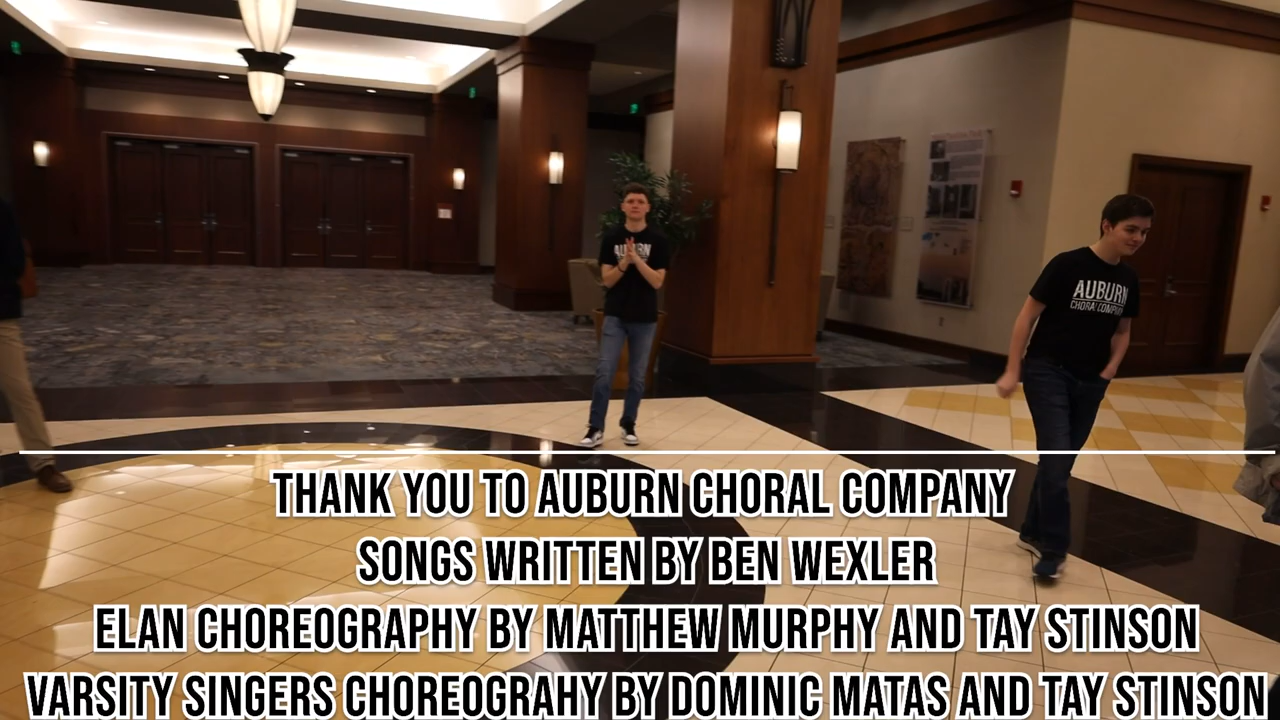 AUBURN
AUBURN
CHORAL COMPANY
THANK YOU TO AUBURN CHORAL COMPANY
SONGS WRITTEN BY BEN WEXLER
ELAN CHOREOGRAPHY BY MATTHEW MURPHY AND TAY STINSON
VARSITY SINGERS CHOREOGRAHY BY DOMINIC MATAS AND TAY STINSON